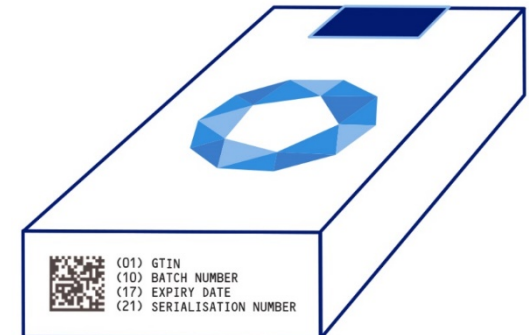 (01) GTIN
(10) BATCH NUMBER
(17) EXPIRY DATE
(21) SERIALISATION NUMBER